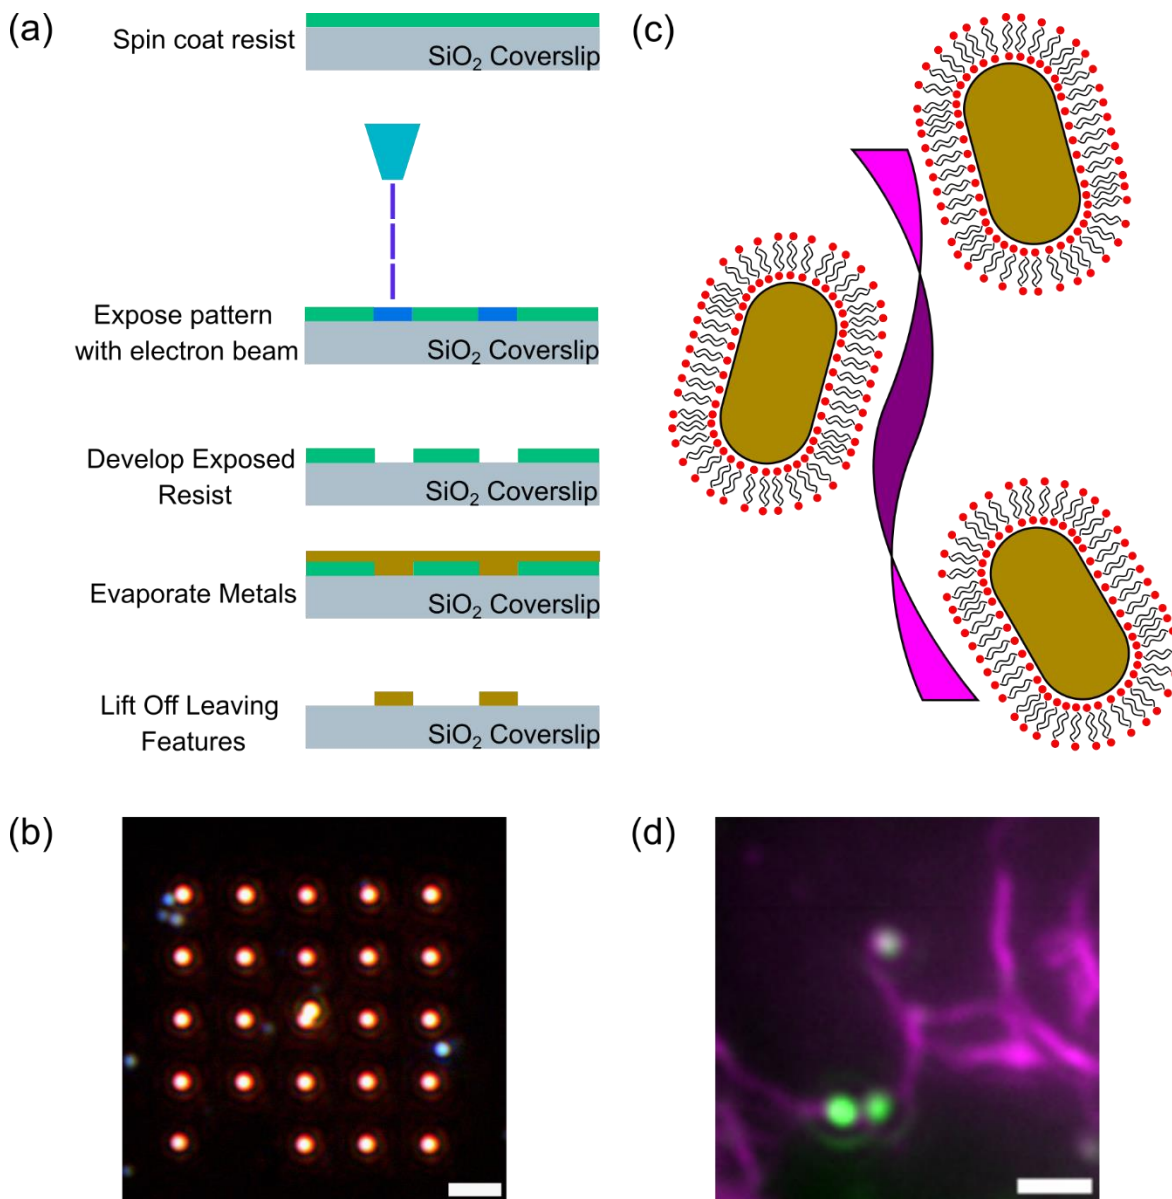 (a)
Spin coat resist
SiO₂ Coverslip
Expose pattern
with electron beam
SiO₂ Coverslip
Develop Exposed
Resist
SiO₂ Coverslip
Evaporate Metals
SiO₂ Coverslip
Lift Off Leaving
Features
SiO₂ Coverslip
(b)
(c)
(d)